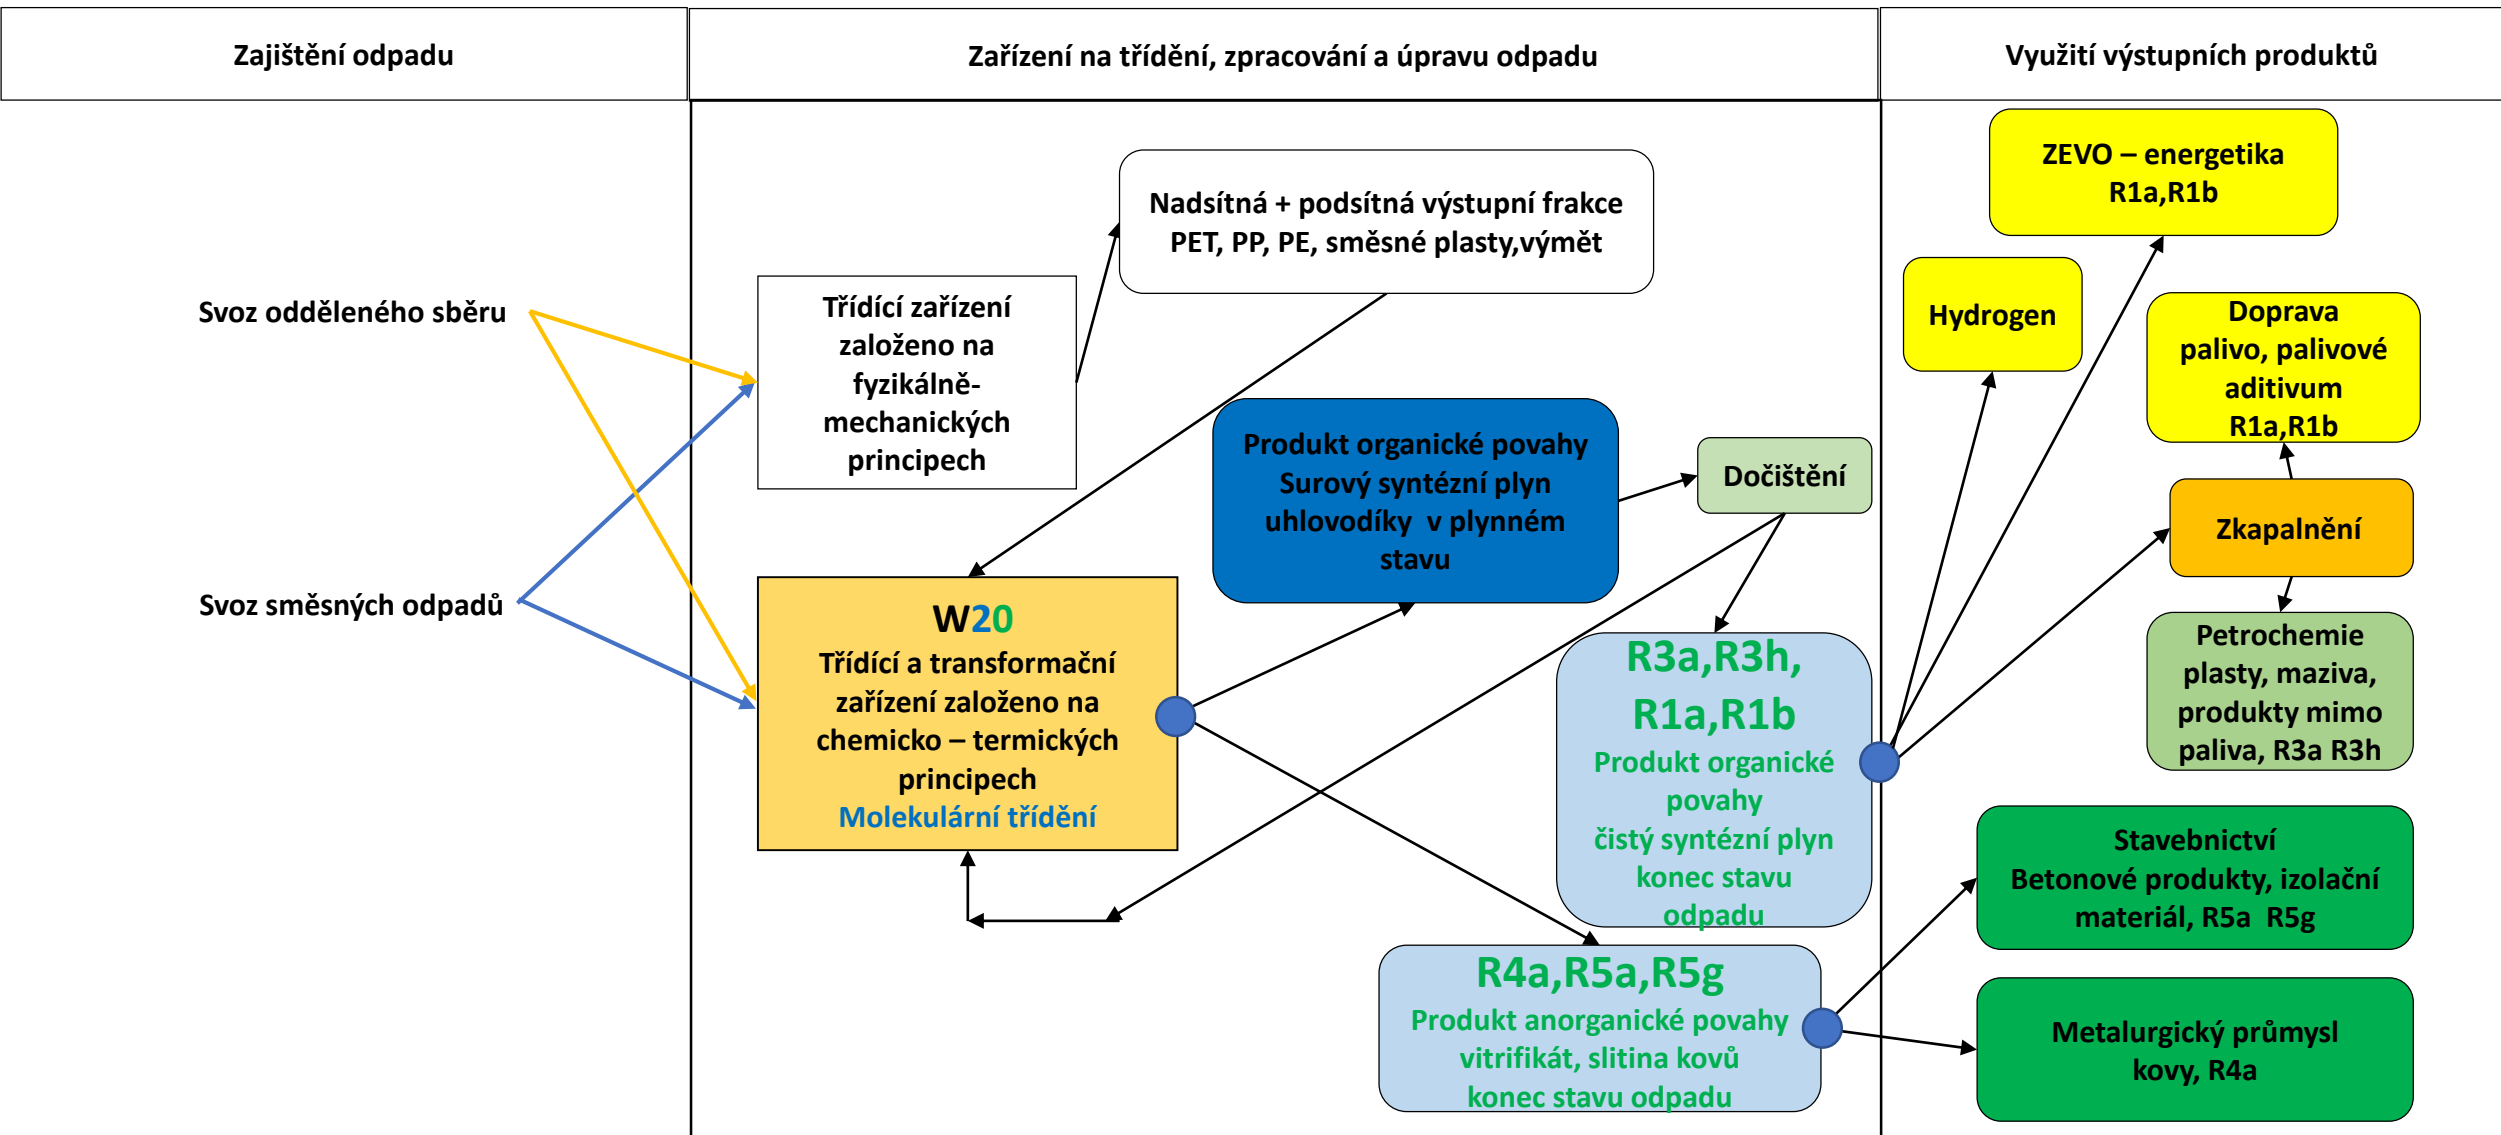 Zajištění odpadu
Zařízení na třídění, zpracování a úpravu odpadu
Využití výstupních produktů
Svoz odděleného sběru
Svoz směsných odpadů
Třídící zařízení
založeno na
fyzikálně-
mechanických
principech
Nadsítná + podsítná výstupní frakce
PET, PP, PE, směsné plasty,výmět
W20
Třídící a transformační
zařízení založeno na
chemicko – termických
principech
Molekulární třídění
Produkt organické povahy
Surový syntézní plyn
uhlovodíky v plynném
stavu
Dočištění
R3a,R3h,
R1a,R1b
Produkt organické
povahy
čistý syntézní plyn
konec stavu
odpadu
R4a,R5a,R5g
Produkt anorganické povahy
vitrifikát, slitina kovů
konec stavu odpadu
ZEVO – energetika
R1a,R1b
Hydrogen
Doprava
palivo, palivové
aditivum
R1a,R1b
Zkapalnění
Petrochemie
plasty, maziva,
produkty mimo
paliva, R3a R3h
Stavebnictví
Betonové produkty, izolační
materiál, R5a R5g
Metalurgický průmysl
kovy, R4a